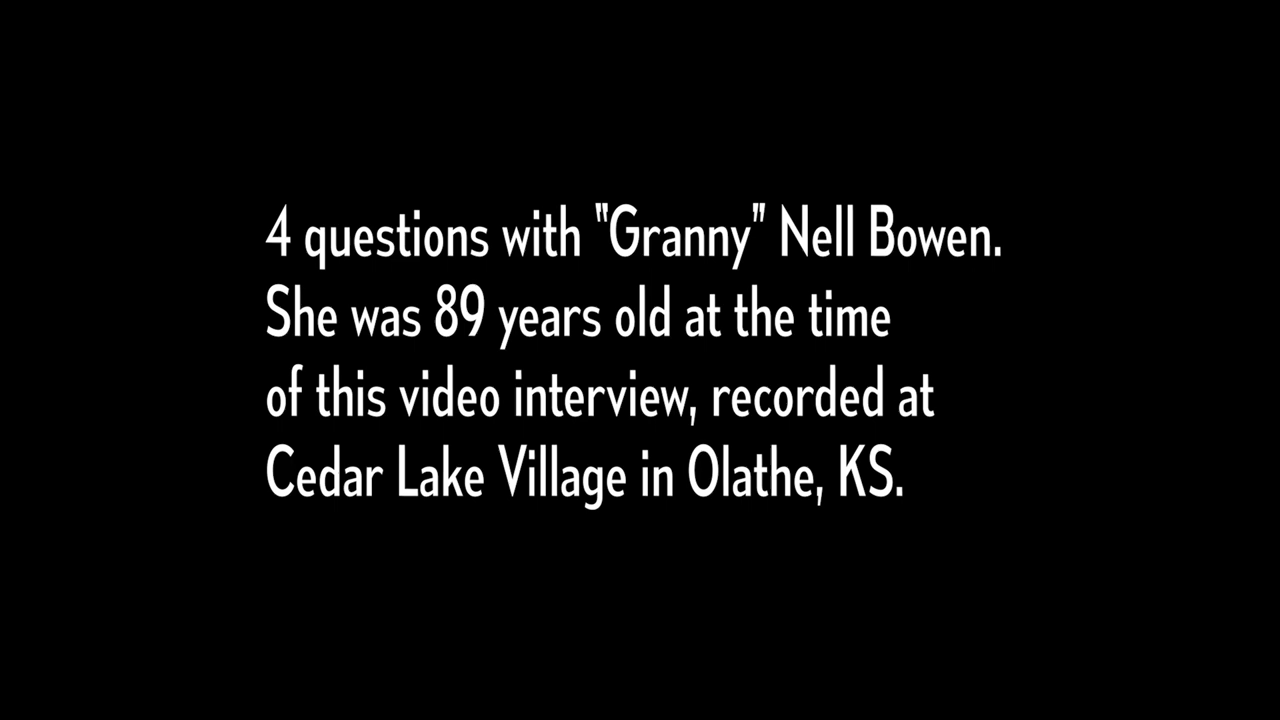 4 questions with "Granny" Nell Bowen.
She was 89 years old at the time
of this video interview, recorded at
Cedar Lake Village in Olathe, KS.